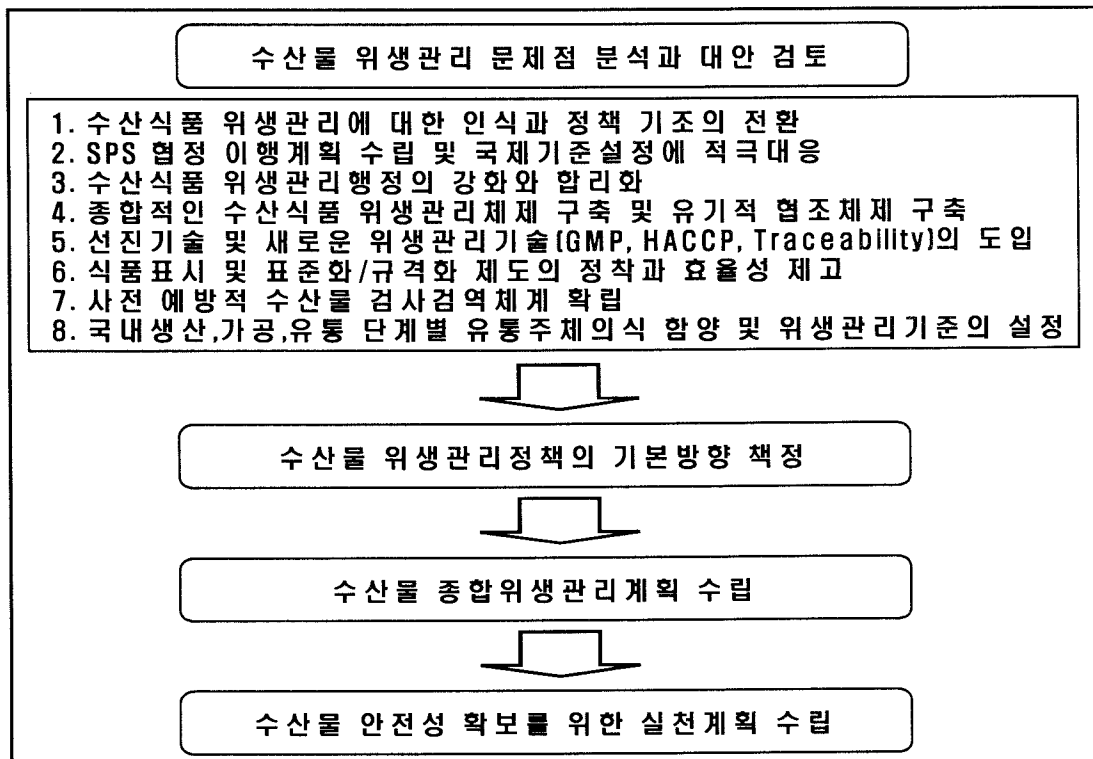 수산물 위생관리 문제점 분석과 대안 검토
1. 수산식품 위생관리에 대한 인식과 정책 기조의 전환
2. SPS 협정 이행계획 수립 및 국제기준설정에 적극대응
3. 수산식품 위생관리행정의 강화와 합리화
4. 종합적인 수산식품 위생관리체제 구축 및 유기적 협조체제 구축
5. 선진기술 및 새로운 위생관리기술(GMP, HACCP, Traceability)의 도입
6. 식품표시 및 표준화/규격화 제도의 정착과 효율성 제고
7. 사전 예방적 수산물 검사검역체계 확립
8. 국내생산,가공,유통 단계별 유통주체의식 함양 및 위생관리기준의 설정
수산물 위생관리정책의 기본방향 책정
수산물 종합위생관리계획 수립
수산물 안전성 확보를 위한 실천계획 수립